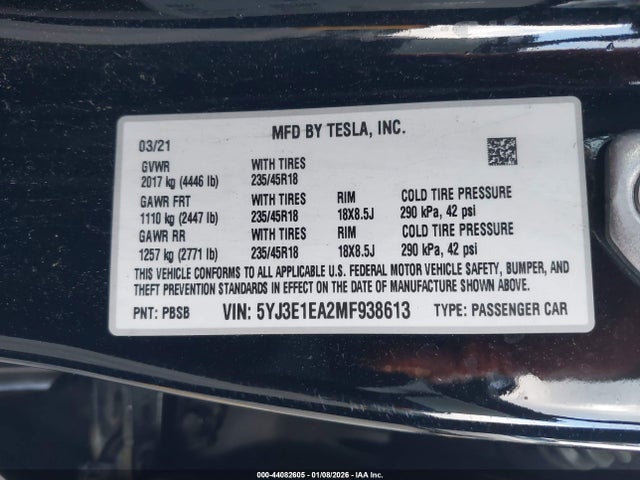 MFD BY TESLA, INC.
03/21
GVWR WITH TIRES
2017 kg (4446 lb) 235/45R18
GAWR FRT WITH TIRES RIM COLD TIRE PRESSURE
1110 kg (2447 lb) 235/45R18 18X8.5J 290 kPa, 42 psi
GAWR RR WITH TIRES RIM COLD TIRE PRESSURE
1257 kg (2771 lb) 235/45R18 18X8.5J 290 kPa, 42 psi
THIS VEHICLE CONFORMS TO ALL APPLICABLE U.S. FEDERAL MOTOR VEHICLE SAFETY, BUMPER, AND
THEFT PREVENTION STANDARDS IN EFFECT ON THE DATE OF MANUFACTURE SHOWN ABOVE.
PNT: PBSB VIN: 5YJ3E1EA2MF938613 TYPE: PASSENGER CAR
000-44082605 - 01/08/2026 - IAA Inc.